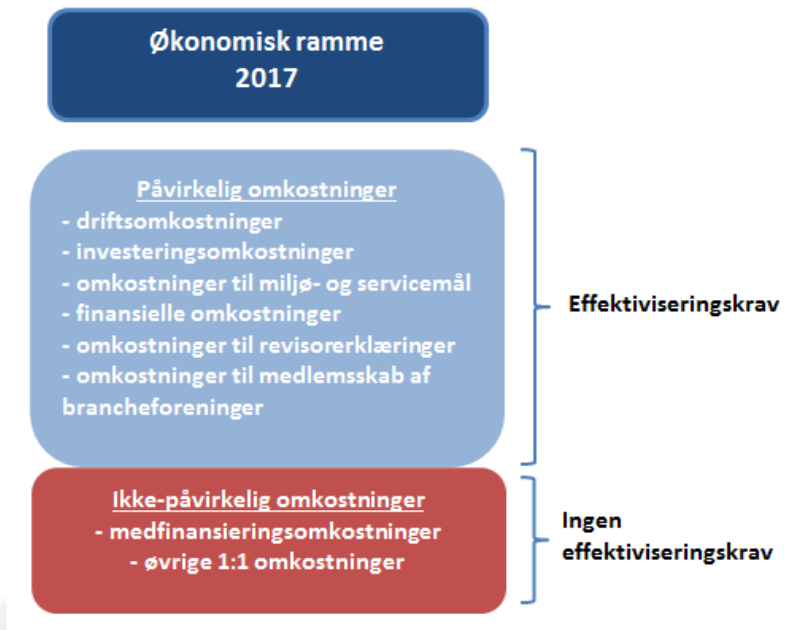 Økonomisk ramme
2017
Påvirkelig omkostninger
- driftsomkostninger
- investeringsomkostninger
- omkostninger til miljø- og servicemål
- finansielle omkostninger
- omkostninger til revisorerklæringer
- omkostninger til medlemsskab af
brancheforeninger
Effektiviseringskrav
Ikke-påvirkelig omkostninger
- medfinansieringsomkostninger
- øvrige 1:1 omkostninger
Ingen
effektiviseringskrav